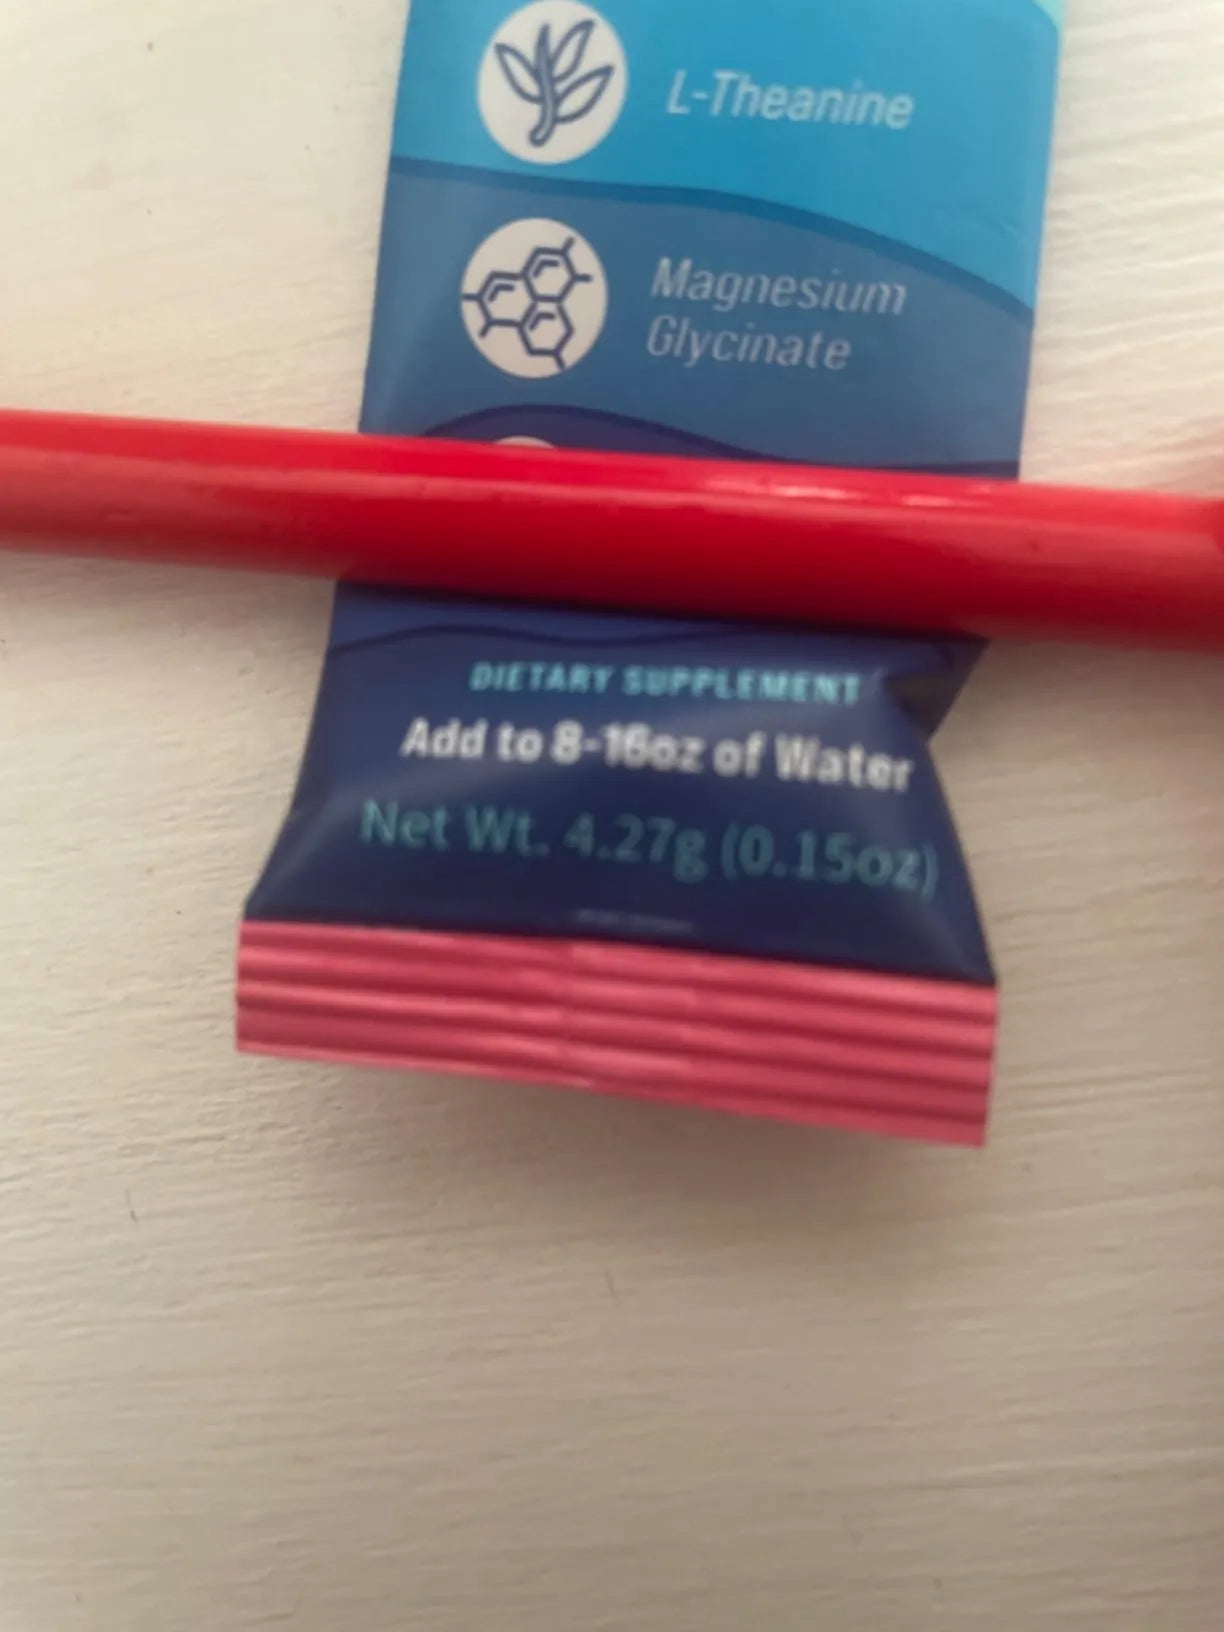 L-Theanine
Magnesium
Glycinate
DIETARY SUPPLEMENT
Add to 8-16oz of Water
Net Wt. 4.27g (0.15oz)